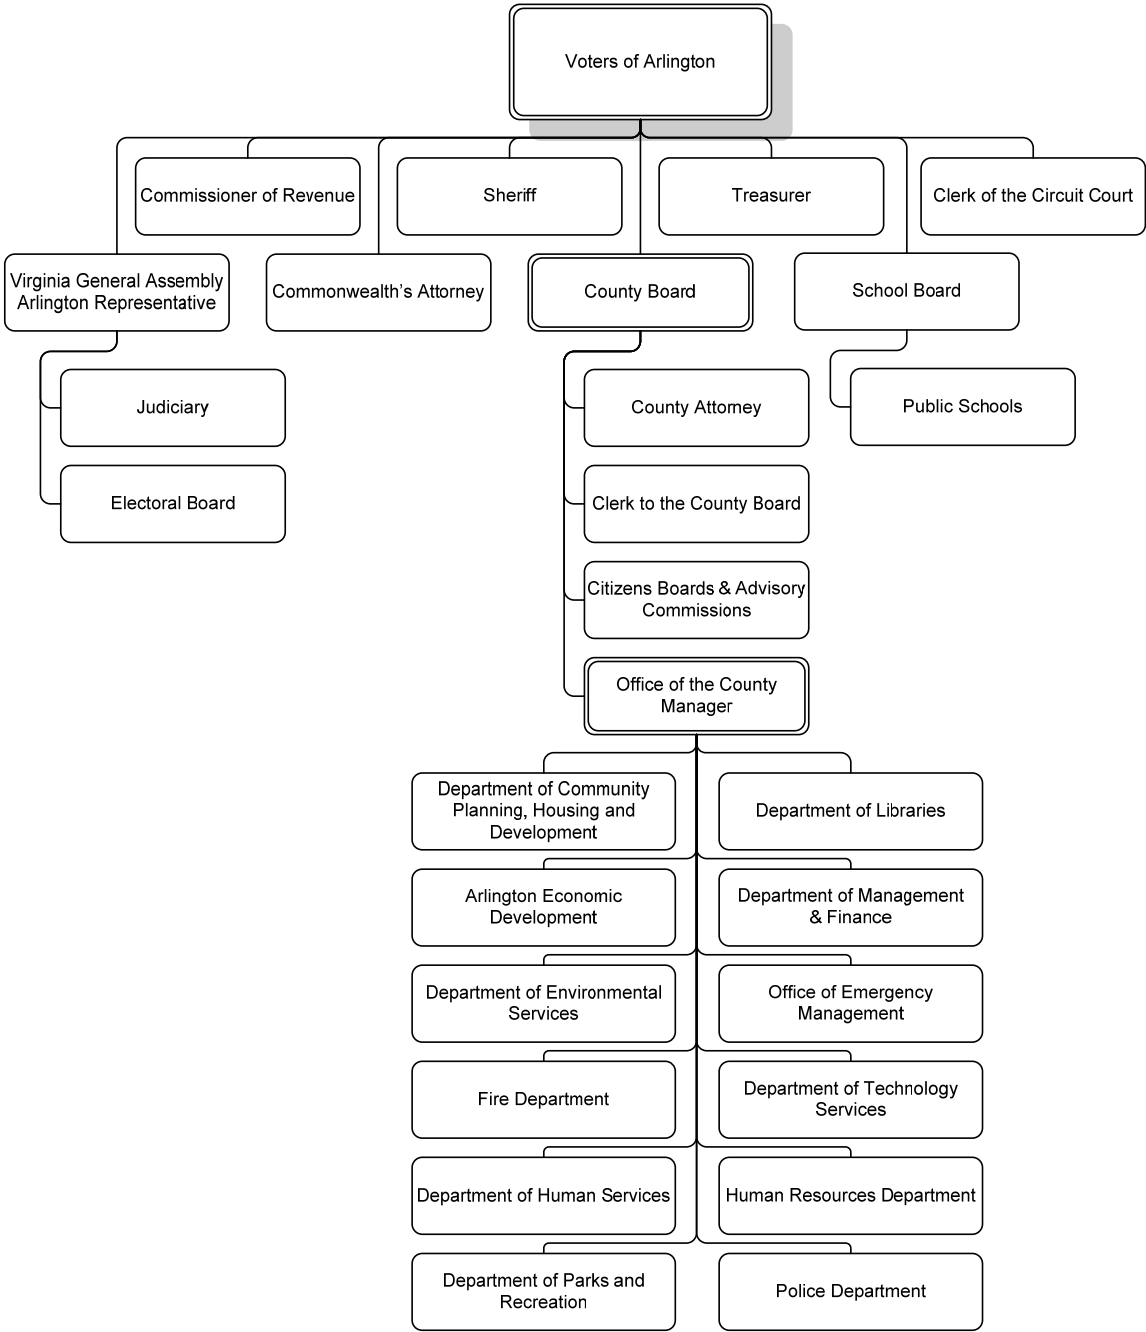 Voters of Arlington
Commissioner of Revenue
Sheriff
Treasurer
Clerk of the Circuit Court
Virginia General Assembly
Arlington Representative
Commonwealth's Attorney
County Board
School Board
Judiciary
County Attorney
Public Schools
Electoral Board
Clerk to the County Board
Citizens Boards & Advisory
Commissions
Office of the County
Manager
Department of Community
Planning, Housing and
Development
Department of Libraries
Arlington Economic
Development
Department of Management
& Finance
Department of Environmental
Services
Office of Emergency
Management
Fire Department
Department of Technology
Services
Department of Human Services
Human Resources Department
Department of Parks and
Recreation
Police Department